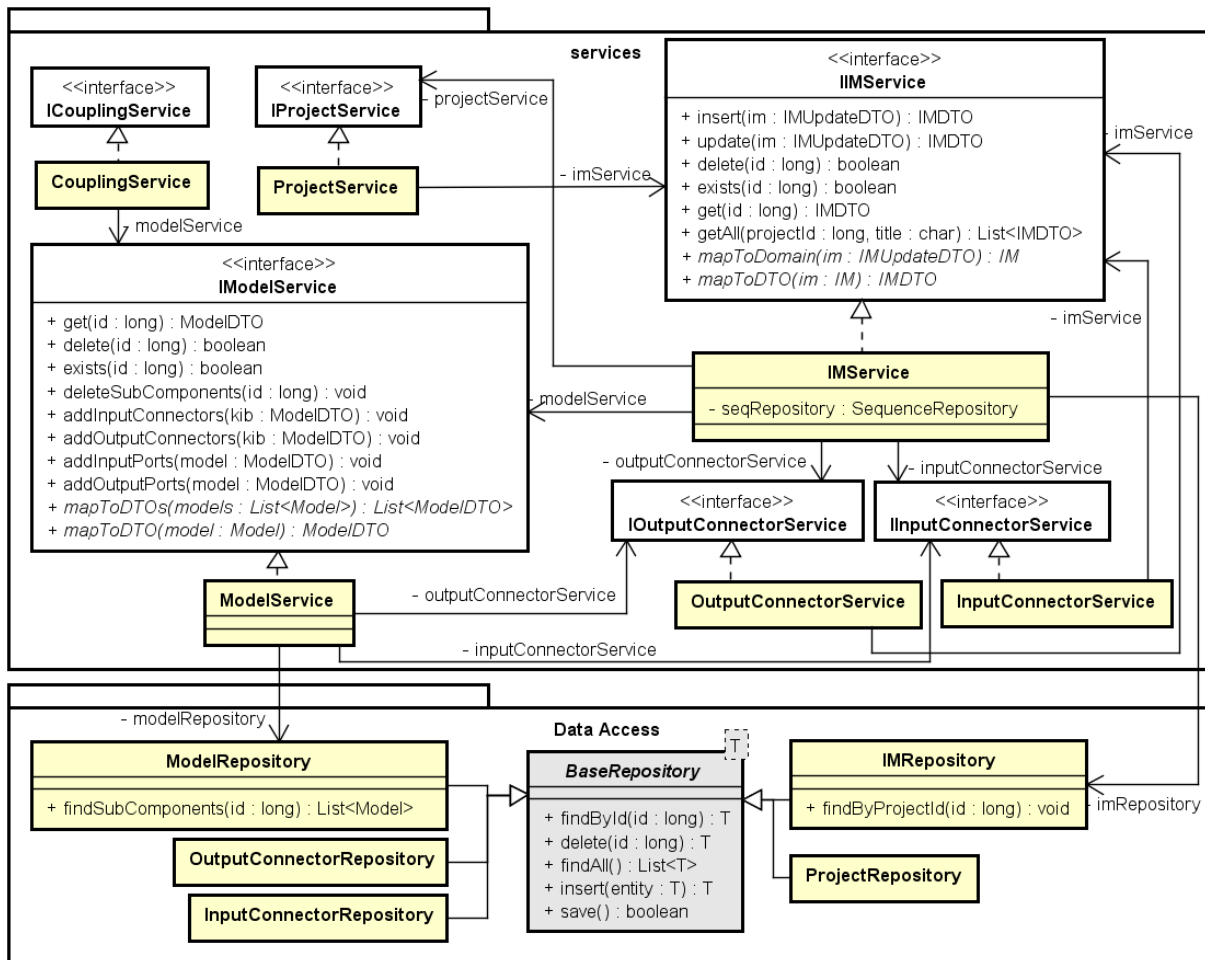 services
<<interface>>
ICouplingService
<<interface>>
IProjectService
- projectService
<<interface>>
IIMService
+ insert(im : IMUpdateDTO) : IMDTO
+ update(im : IMUpdateDTO) : IMDTO
+ delete(id : long) : boolean
+ exists(id : long) : boolean
+ get(id : long) : IMDTO
+ getAll(projectId : long, title : char) : List<IMDTO>
+ mapToDomain(im : IMUpdateDTO) : IM
+ mapToDTO(im : IM) : IMDTO
- imService
CouplingService
ProjectService
- imService
- modelService
<<interface>>
IModelService
+ get(id : long) : ModelDTO
+ delete(id : long) : boolean
+ exists(id : long) : boolean
+ deleteSubComponents(id : long) : void
+ addInputConnectors(kib : ModelDTO) : void
+ addOutputConnectors(kib : ModelDTO) : void
+ addInputPorts(model : ModelDTO) : void
+ addOutputPorts(model : ModelDTO) : void
+ mapToDTOs(models : List<Model>) : List<ModelDTO>
+ mapToDTO(model : Model) : ModelDTO
- imService
IMService
- seqRepository : SequenceRepository
- modelService
- outputConnectorService
- inputConnectorService
<<interface>>
IOutputConnectorService
<<interface>>
IInputConnectorService
ModelService
- outputConnectorService
OutputConnectorService
InputConnectorService
- inputConnectorService
- modelRepository
Data Access
ModelRepository
+ findSubComponents(id : long) : List<Model>
OutputConnectorRepository
InputConnectorRepository
T
BaseRepository
+ findById(id : long) : T
+ delete(id : long) : T
+ findAll() : List<T>
+ insert(entity : T) : T
+ save() : boolean
IMRepository
+ findByProjectId(id : long) : void
- imRepository
ProjectRepository